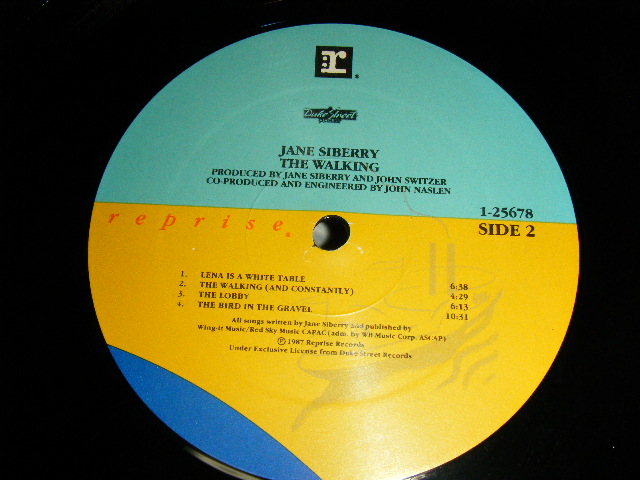 :r
Duke Street
JANE SIBERRY
THE WALKING
PRODUCED BY JANE SIBERRY AND JOHN SWITZER
CO-PRODUCED AND ENGINEERED BY JOHN NASLEN
reprise.
1-25678
SIDE 2
1. LENA IS A WHITE TABLE 6:38
2. THE WALKING (AND CONSTANTLY) 4:29
3. THE LOBBY 6:13
4. THE BIRD IN THE GRAVEL 10:31
All songs written by Jane Siberry and published by
Wing-it Music/Red Sky Music CAPAC (adm. by WB Music Corp. ASCAP)
℗ 1987 Reprise Records
Under Exclusive License from Duke Street Records